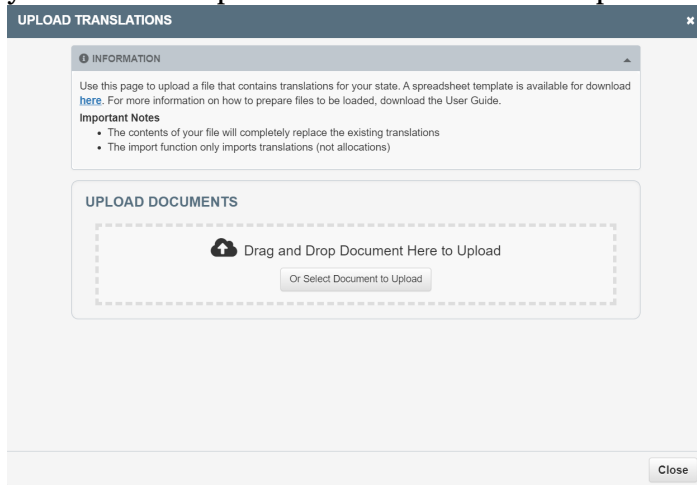 UPLOAD TRANSLATIONS
INFORMATION
Use this page to upload a file that contains translations for your state. A spreadsheet template is available for download
here. For more information on how to prepare files to be loaded, download the User Guide.
Important Notes
• The contents of your file will completely replace the existing translations
• The import function only imports translations (not allocations)
UPLOAD DOCUMENTS
Drag and Drop Document Here to Upload
Or Select Document to Upload
Close